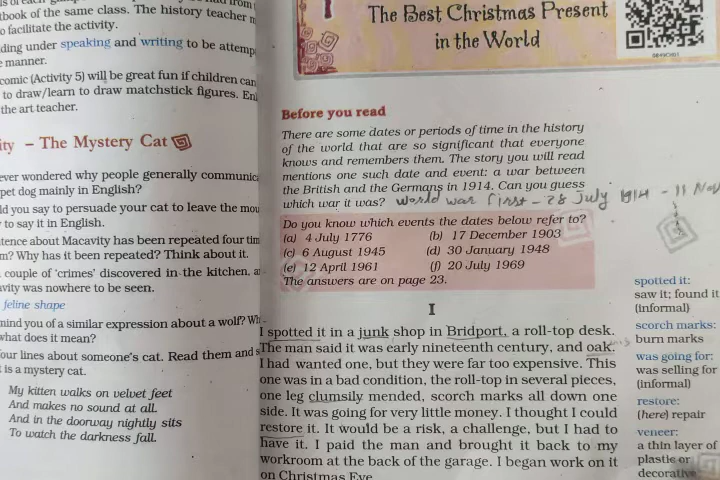 tbook of the same class. The history teacher
o facilitate the activity.
ding under speaking and writing to be attemp
e manner.
comic (Activity 5) will be great fun if children can
to draw/learn to draw matchstick figures.
the art teacher.
ity – The Mystery Cat
ever wondered why people generally communic
pet dog mainly in English?
ld you say to persuade your cat to leave the mou
to say it in English.
tence about Macavity has been repeated four tim
m? Why has it been repeated? Think about it.
couple of 'crimes' discovered in the kitchen,
vity was nowhere to be seen.
feline shape
mind you of a similar expression about a wolf?
what does it mean?
our lines about someone's cat. Read them and
is a mystery cat.
My kitten walks on velvet feet
And makes no sound at all.
And in the doorway nightly sits
To watch the darkness fall.
The Best Christmas Present
in the World
Before you read
There are some dates or periods of time in the history
of the world that are so significant that everyone
knows and remembers them. The story you will read
mentions one such date and event: a war between
the British and the Germans in 1914. Can you guess
which war it was? World war first - 28 July 1914 - 11 Nov
Do you know which events the dates below refer to?
(a) 4 July 1776 (b) 17 December 1903
(c) 6 August 1945 (d) 30 January 1948
(e) 12 April 1961 (f) 20 July 1969
The answers are on page 23.
I
I spotted it in a junk shop in Bridport, a roll-top desk.
The man said it was early nineteenth century, and oak.
I had wanted one, but they were far too expensive. This
one was in a bad condition, the roll-top in several pieces,
one leg clumsily mended, scorch marks all down one
side. It was going for very little money. I thought I could
restore it. It would be a risk, a challenge, but I had to
have it. I paid the man and brought it back to my
workroom at the back of the garage. I began work on it
on Christmas Eve.
spotted it:
saw it; found it
(informal)
scorch marks:
burn marks
was going for:
was selling for
(informal)
restore:
(here) repair
veneer:
a thin layer of
plastic or
decorative